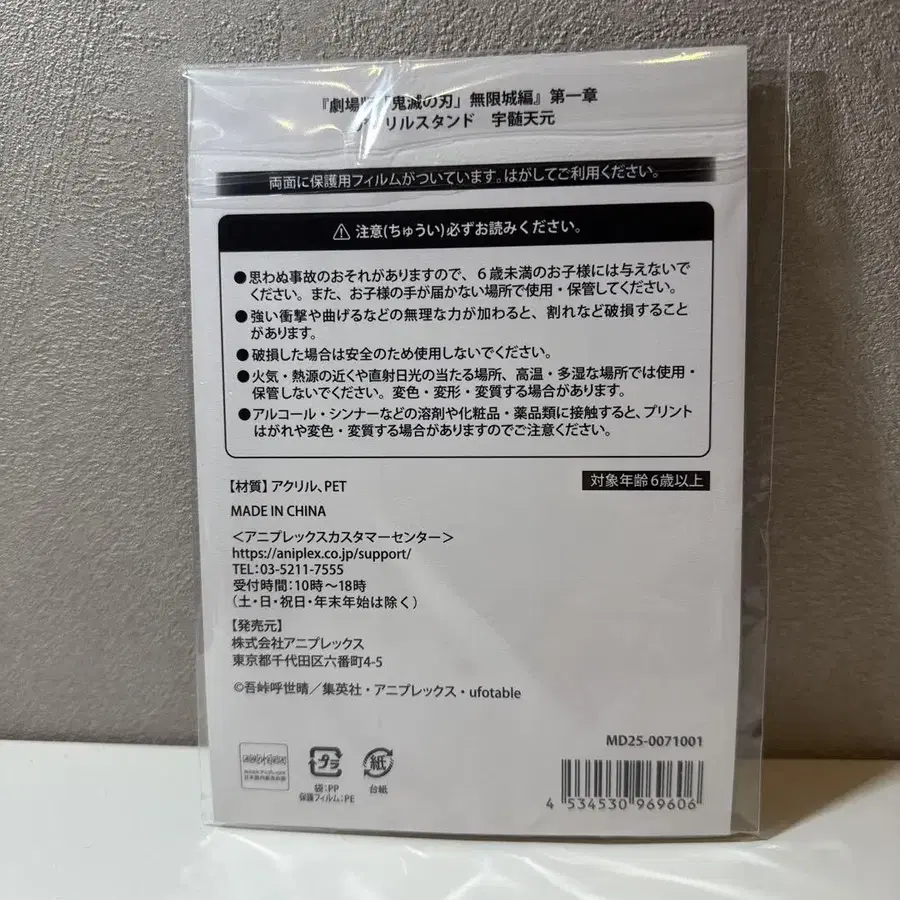 『劇場版「鬼滅の刃」無限城編』第一章
アクリルスタンド 宇髄天元
両面に保護用フィルムがついています。はがしてご利用ください。
⚠ 注意(ちゅうい)必ずお読みください。
●思わぬ事故のおそれがありますので、６歳未満のお子様には与えないで
ください。また、お子様の手が届かない場所で使用・保管してください。
●強い衝撃や曲げるなどの無理な力が加わると、割れなど破損すること
があります。
●破損した場合は安全のため使用しないでください。
●火気・熱源の近くや直射日光の当たる場所、高温・多湿な場所では使用・
保管しないでください。変色・変形・変質する場合があります。
●アルコール・シンナーなどの溶剤や化粧品・薬品類に接触すると、プリント
はがれや変色・変質する場合がありますのでご注意ください。
【材質】アクリル、PET
対象年齢６歳以上
MADE IN CHINA
＜アニプレックスカスタマーセンター＞
https://aniplex.co.jp/support/
TEL：03-5211-7555
受付時間：10時～18時
（土・日・祝日・年末年始は除く）
【発売元】
株式会社アニプレックス
東京都千代田区六番町4-5
©吾峠呼世晴／集英社・アニプレックス・ufotable
MD25-0071001
プラ
袋：PP
保護フィルム：PE
紙
台紙
4 534530 969606